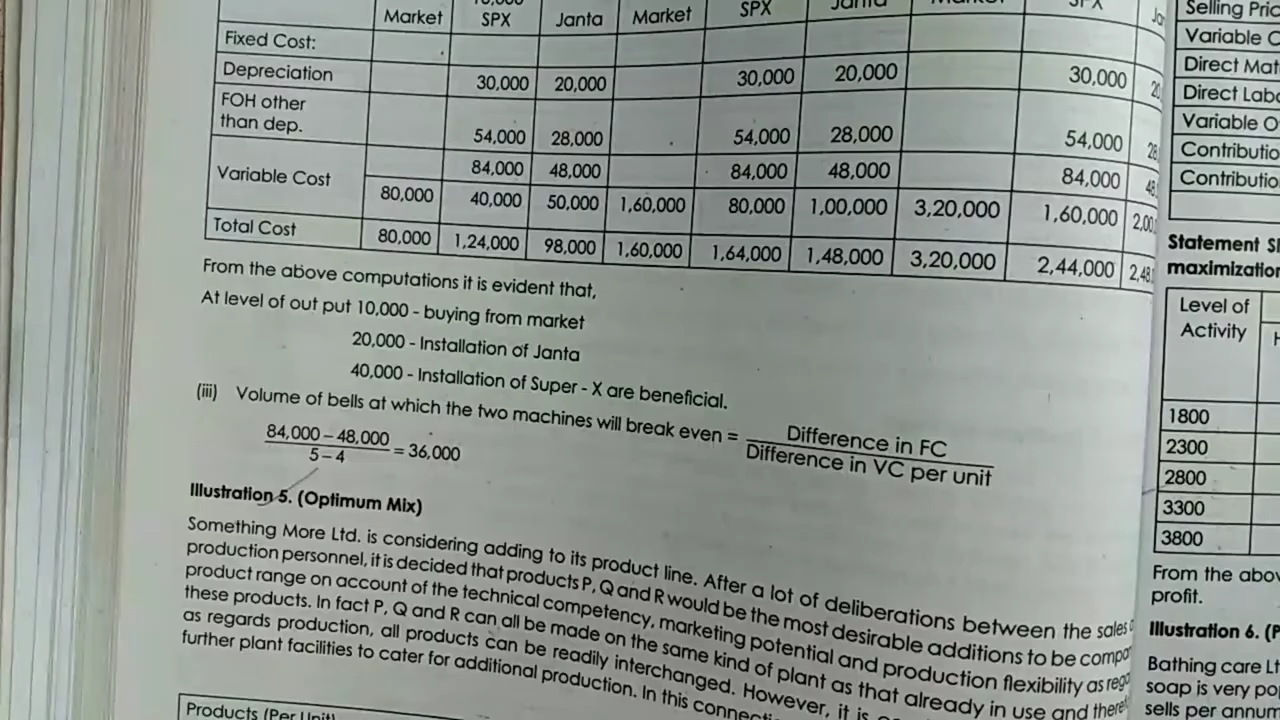 Market SPX Janta Market SPX
Fixed Cost:
Depreciation 30,000 20,000 30,000 20,000 30,000
FOH other
than dep. 54,000 28,000 54,000 28,000 54,000
84,000 48,000 84,000 48,000 84,000
Variable Cost 80,000 40,000 50,000 1,60,000 80,000 1,00,000 3,20,000 1,60,000
Total Cost 80,000 1,24,000 98,000 1,60,000 1,64,000 1,48,000 3,20,000 2,44,000
From the above computations it is evident that,
At level of out put 10,000 - buying from market
20,000 - Installation of Janta
40,000 - Installation of Super - X are beneficial.
(iii) Volume of bells at which the two machines will break even = Difference in FC
Difference in VC per unit
84,000 – 48,000
5 – 4
= 36,000
Illustration 5. (Optimum Mix)
Something More Ltd. is considering adding to its product line. After a lot of deliberations between the sales
production personnel, it is decided that products P, Q and R would be the most desirable additions to be
product range on account of the technical competency, marketing potential and production flexibility as
these products. In fact P, Q and R can all be made on the same kind of plant as that already in use and
as regards production, all products can be readily interchanged. However, it is
further plant facilities to cater for additional production. In this
Products (Per Unit)
Selling
Variable
Direct
Direct
Variable
Statement
Level of
Activity
1800
2300
2800
3300
3800
From the
profit.
Illustration 6.
Bathing care
soap is very
sells per annum